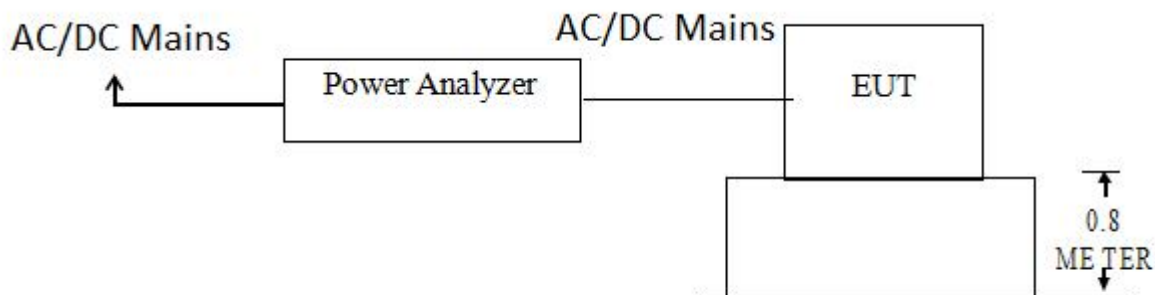 AC/DC Mains
AC/DC Mains
Power Analyzer
EUT
0.8
METER